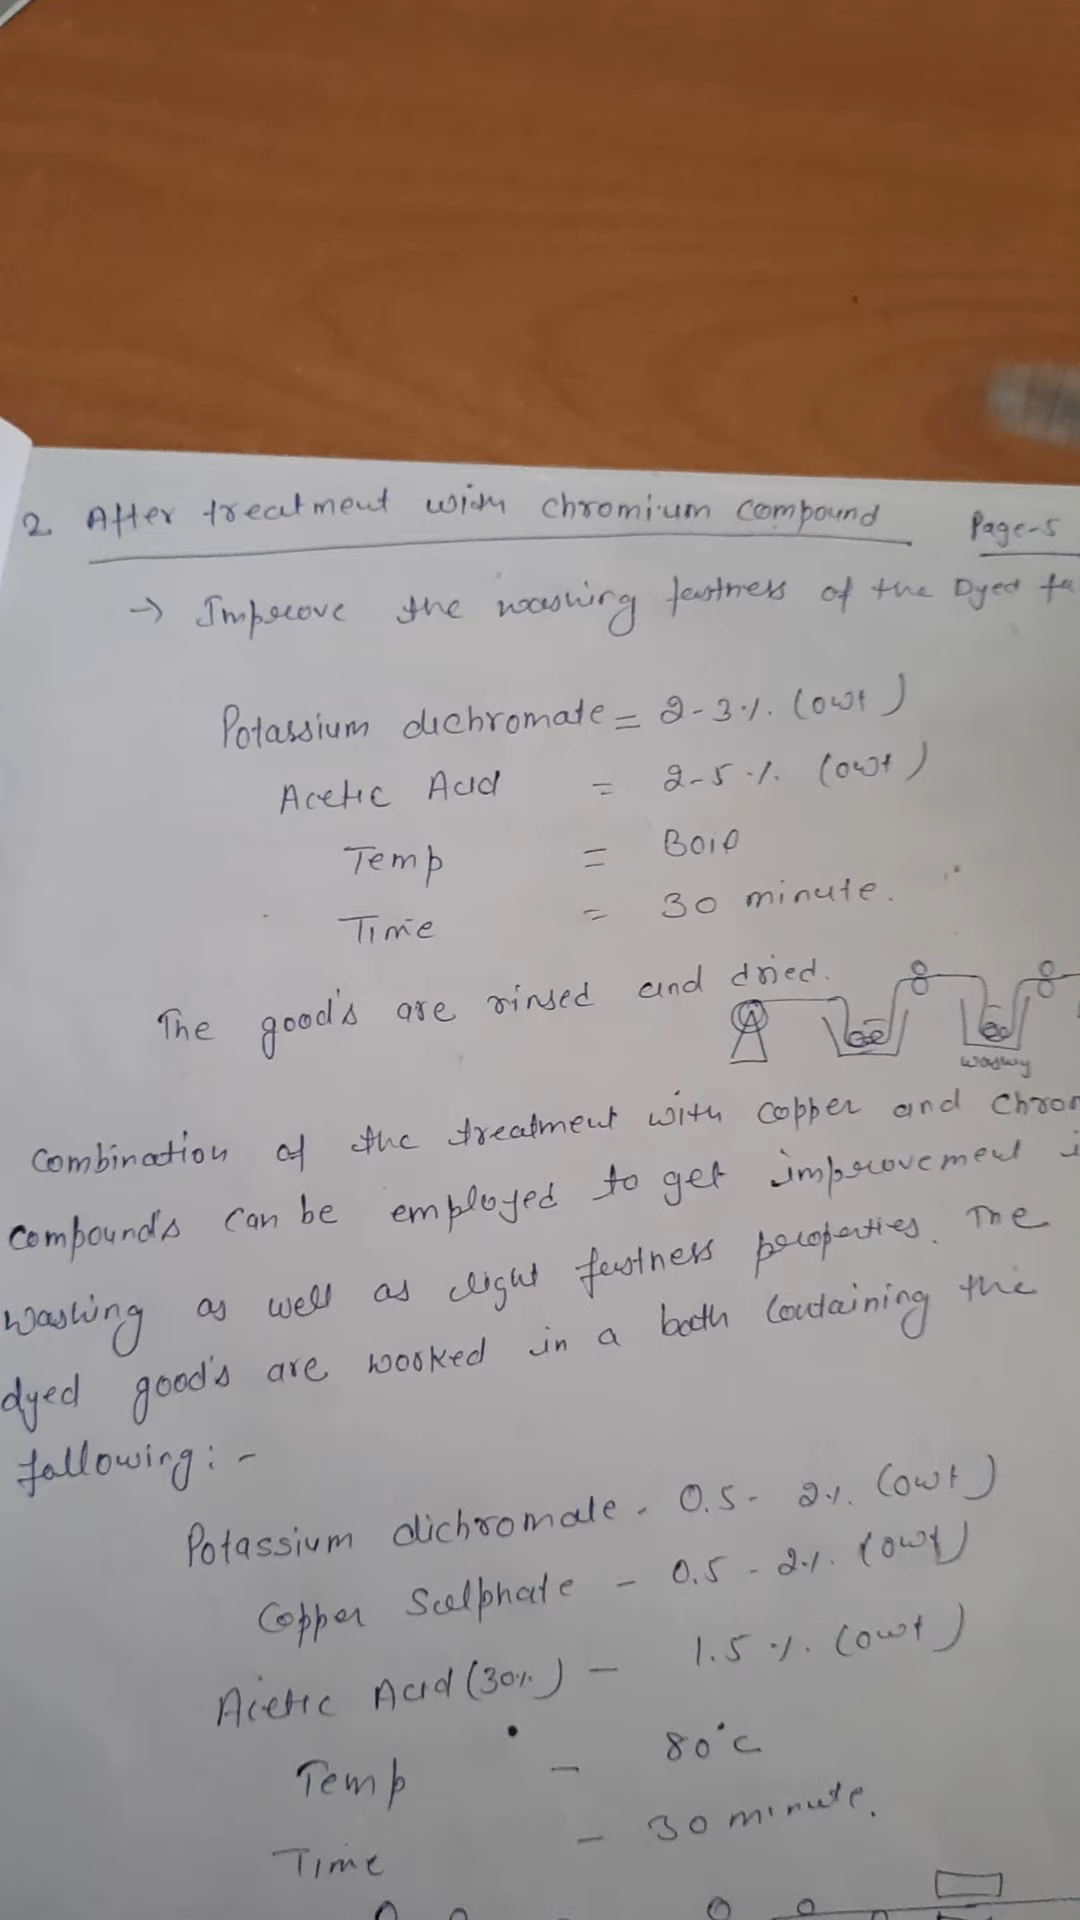 2. After treatment with chromium compound Page-5
→ Improve the washing fastness of the Dyed fa
Potassium dichromate = 2-3% (owt)
Acetic Acid = 2-5% (owt)
Temp = Boil
Time = 30 minute.
The good's are rinsed and dried.
washing
Combination of the treatment with copper and chrom
compound's can be employed to get improvement i
washing as well as light fastness properties. The
dyed good's are worked in a bath containing the
following:-
Potassium dichromate - 0.5 - 2% (owt)
Copper Sulphate - 0.5 - 2% (owt)
Acetic Acid (30%) - 1.5% (owt)
Temp - 80°C
Time - 30 minute.